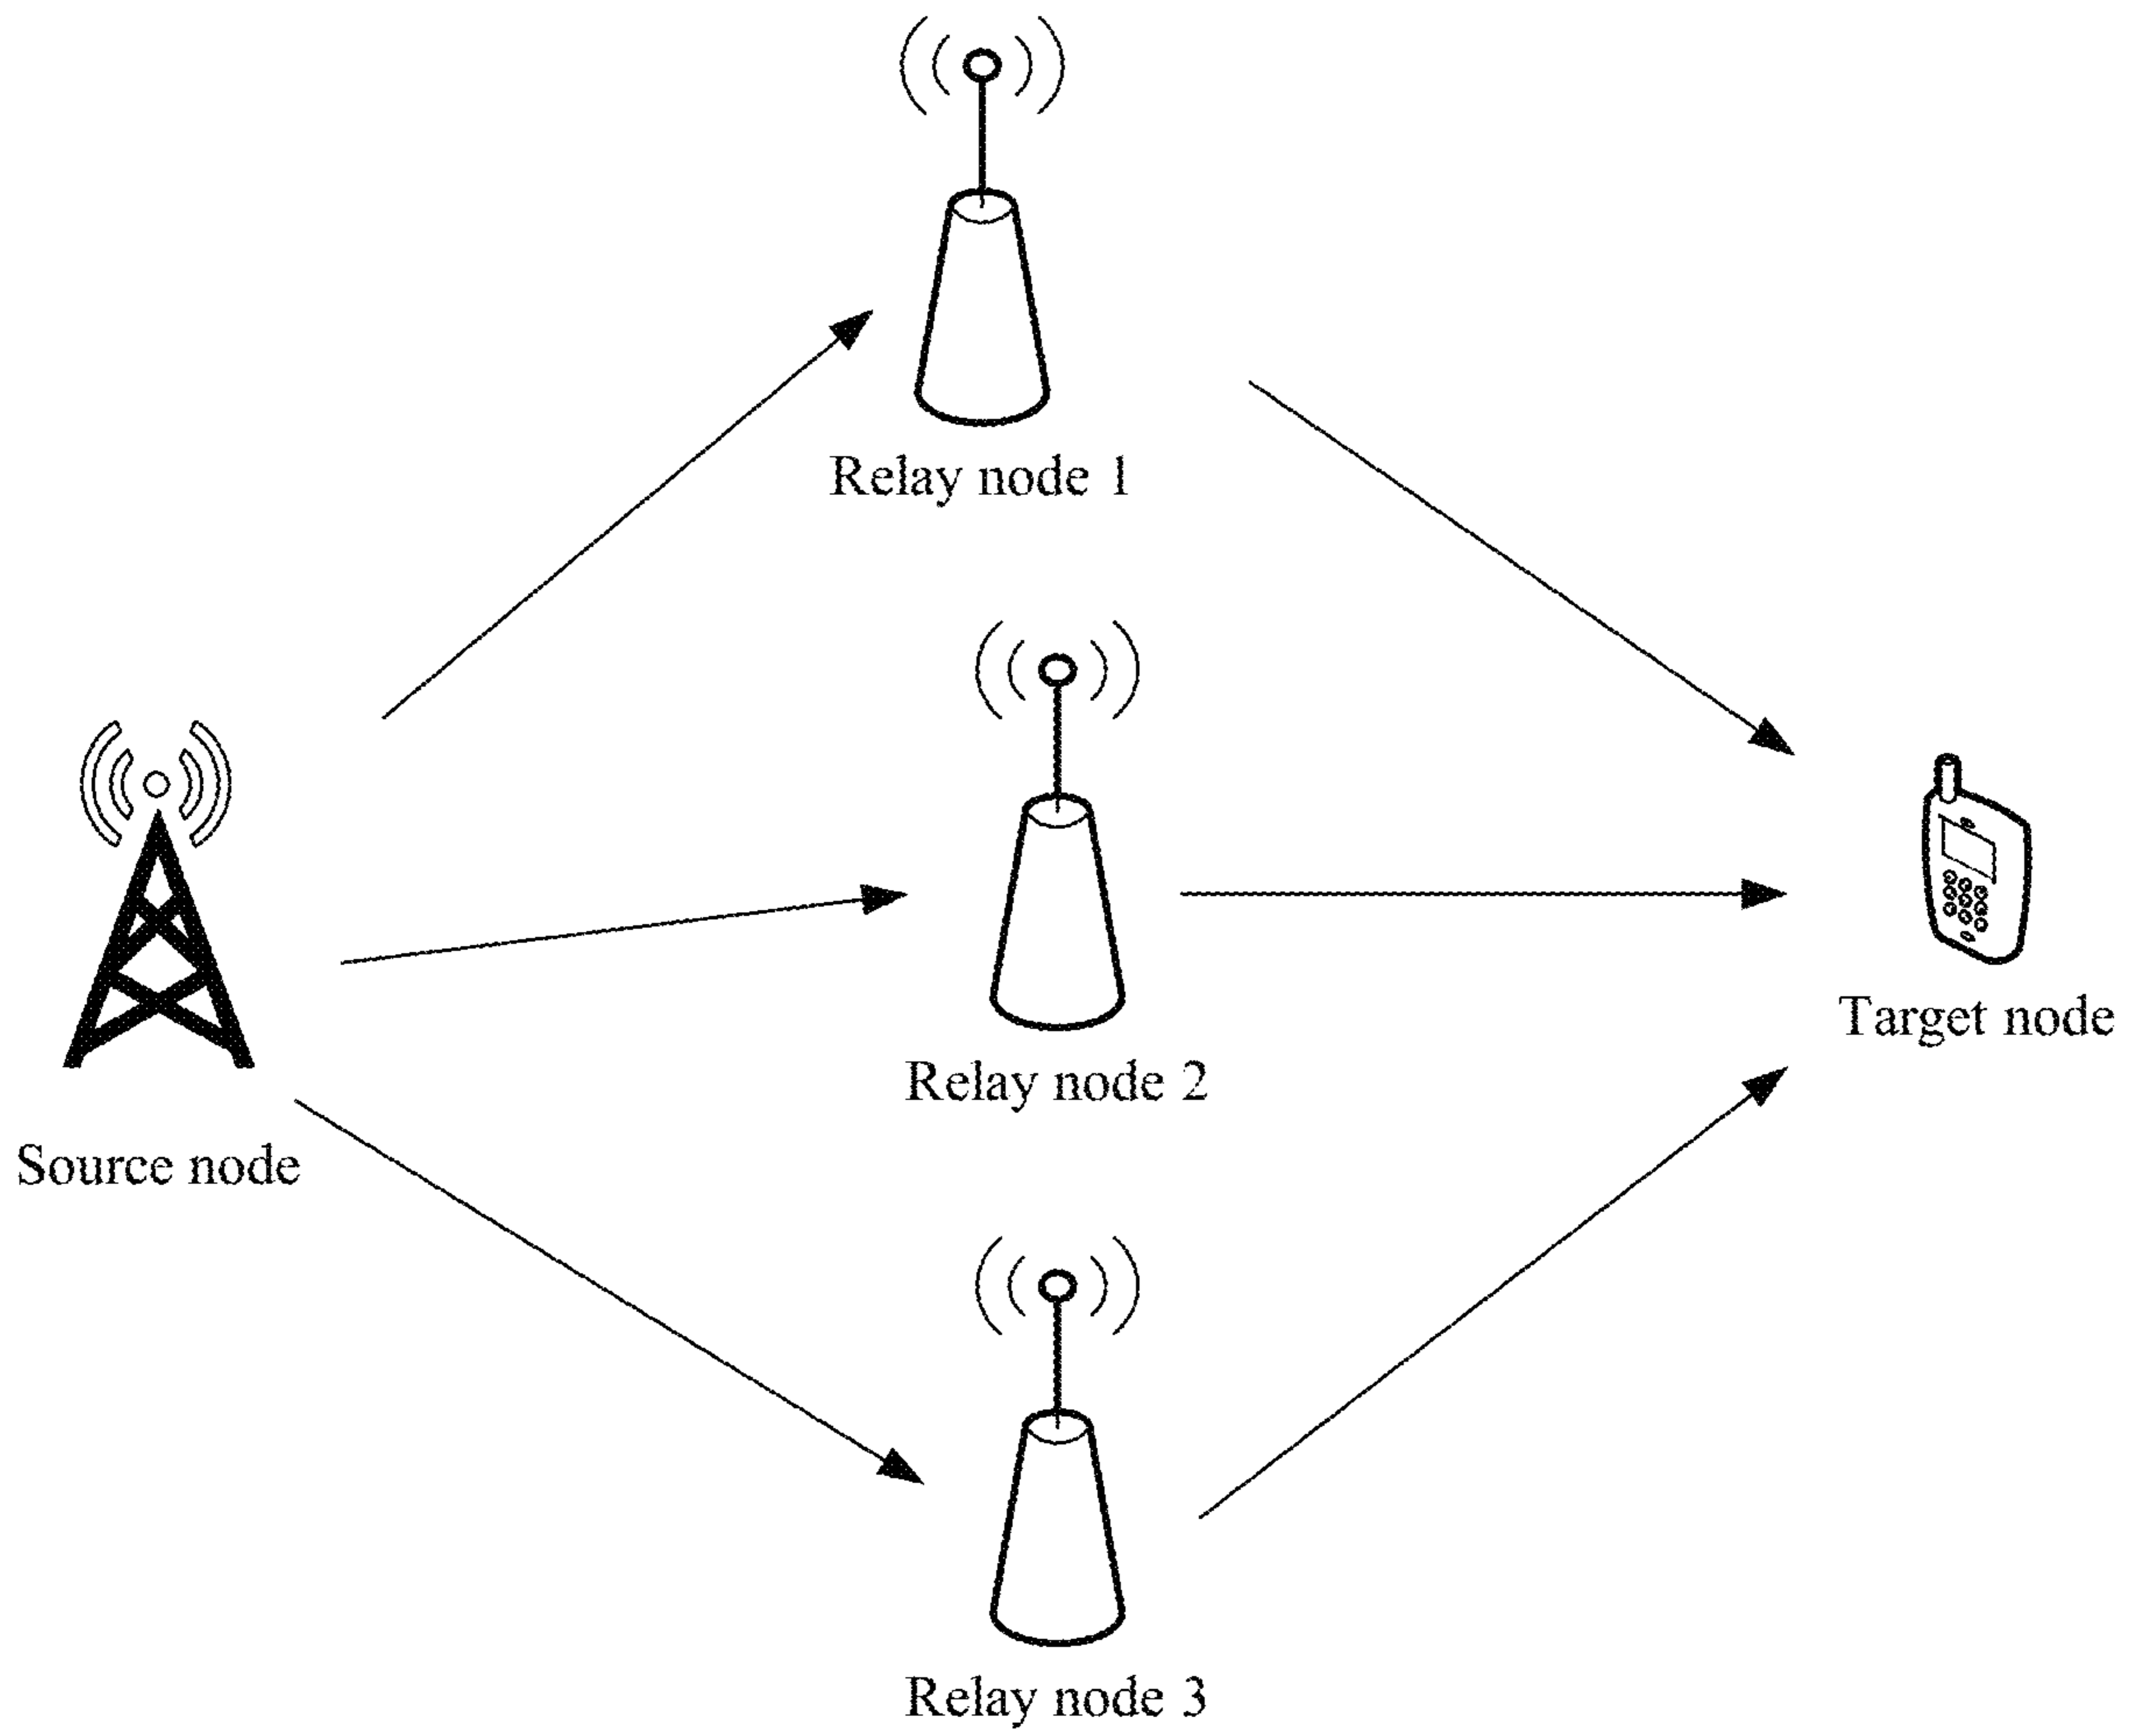 Relay node 1
Relay node 2
Target node
Source node
Relay node 3